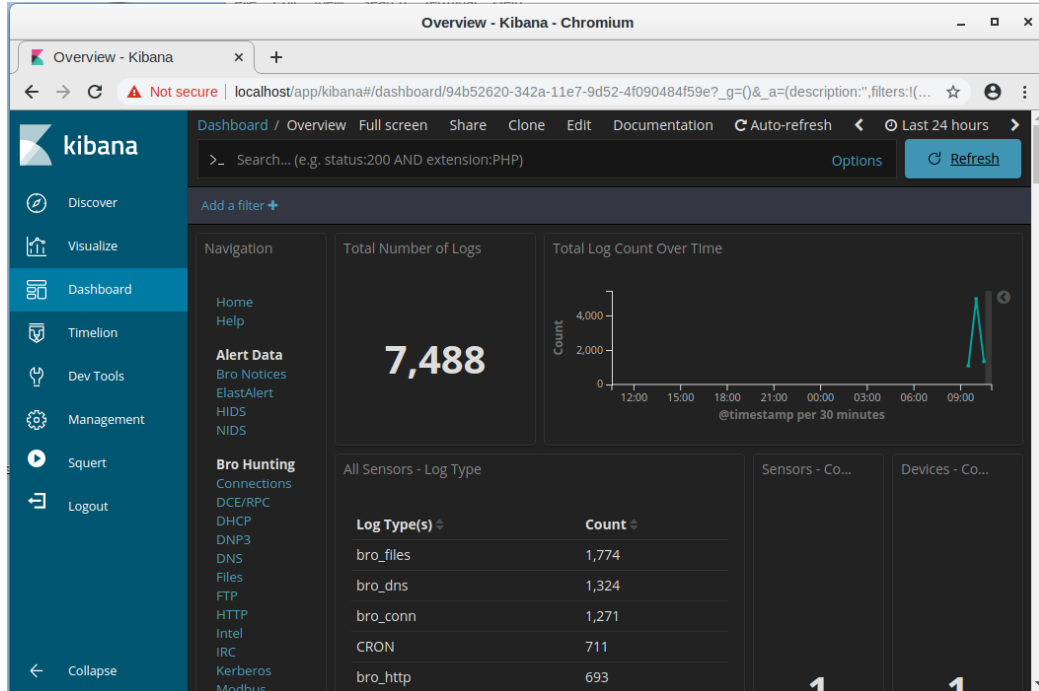 Overview - Kibana - Chromium
Overview - Kibana
Not secure | localhost/app/kibana#/dashboard/94b52620-342a-11e7-9d52-4f090484f59e?_g=()&_a=(description:'',filters:!(...
kibana
Discover
Visualize
Dashboard
Timelion
Dev Tools
Management
Squert
Logout
Collapse
Dashboard / Overview Full screen Share Clone Edit Documentation Auto-refresh Last 24 hours
>_ Search... (e.g. status:200 AND extension:PHP) Options Refresh
Add a filter +
Navigation
Home
Help
Alert Data
Bro Notices
ElastAlert
HIDS
NIDS
Bro Hunting
Connections
DCE/RPC
DHCP
DNP3
DNS
Files
FTP
HTTP
Intel
IRC
Kerberos
Modbus
Total Number of Logs
7,488
Total Log Count Over TIme
Count
4,000
2,000
0
12:00 15:00 18:00 21:00 00:00 03:00 06:00 09:00
@timestamp per 30 minutes
All Sensors - Log Type
Log Type(s) Count
bro_files 1,774
bro_dns 1,324
bro_conn 1,271
CRON 711
bro_http 693
Sensors - Co...
1
Devices - Co...
1